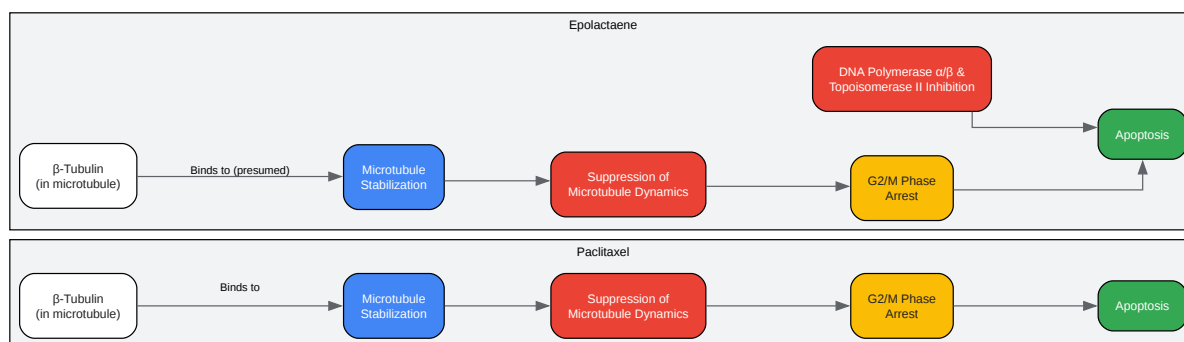 Epolactaene
DNA Polymerase α/β &
Topoisomerase II Inhibition
Apoptosis
β-Tubulin
(in microtubule)
Binds to (presumed)
Microtubule
Stabilization
Suppression of
Microtubule Dynamics
G2/M Phase
Arrest
Paclitaxel
β-Tubulin
(in microtubule)
Binds to
Microtubule
Stabilization
Suppression of
Microtubule Dynamics
G2/M Phase
Arrest
Apoptosis